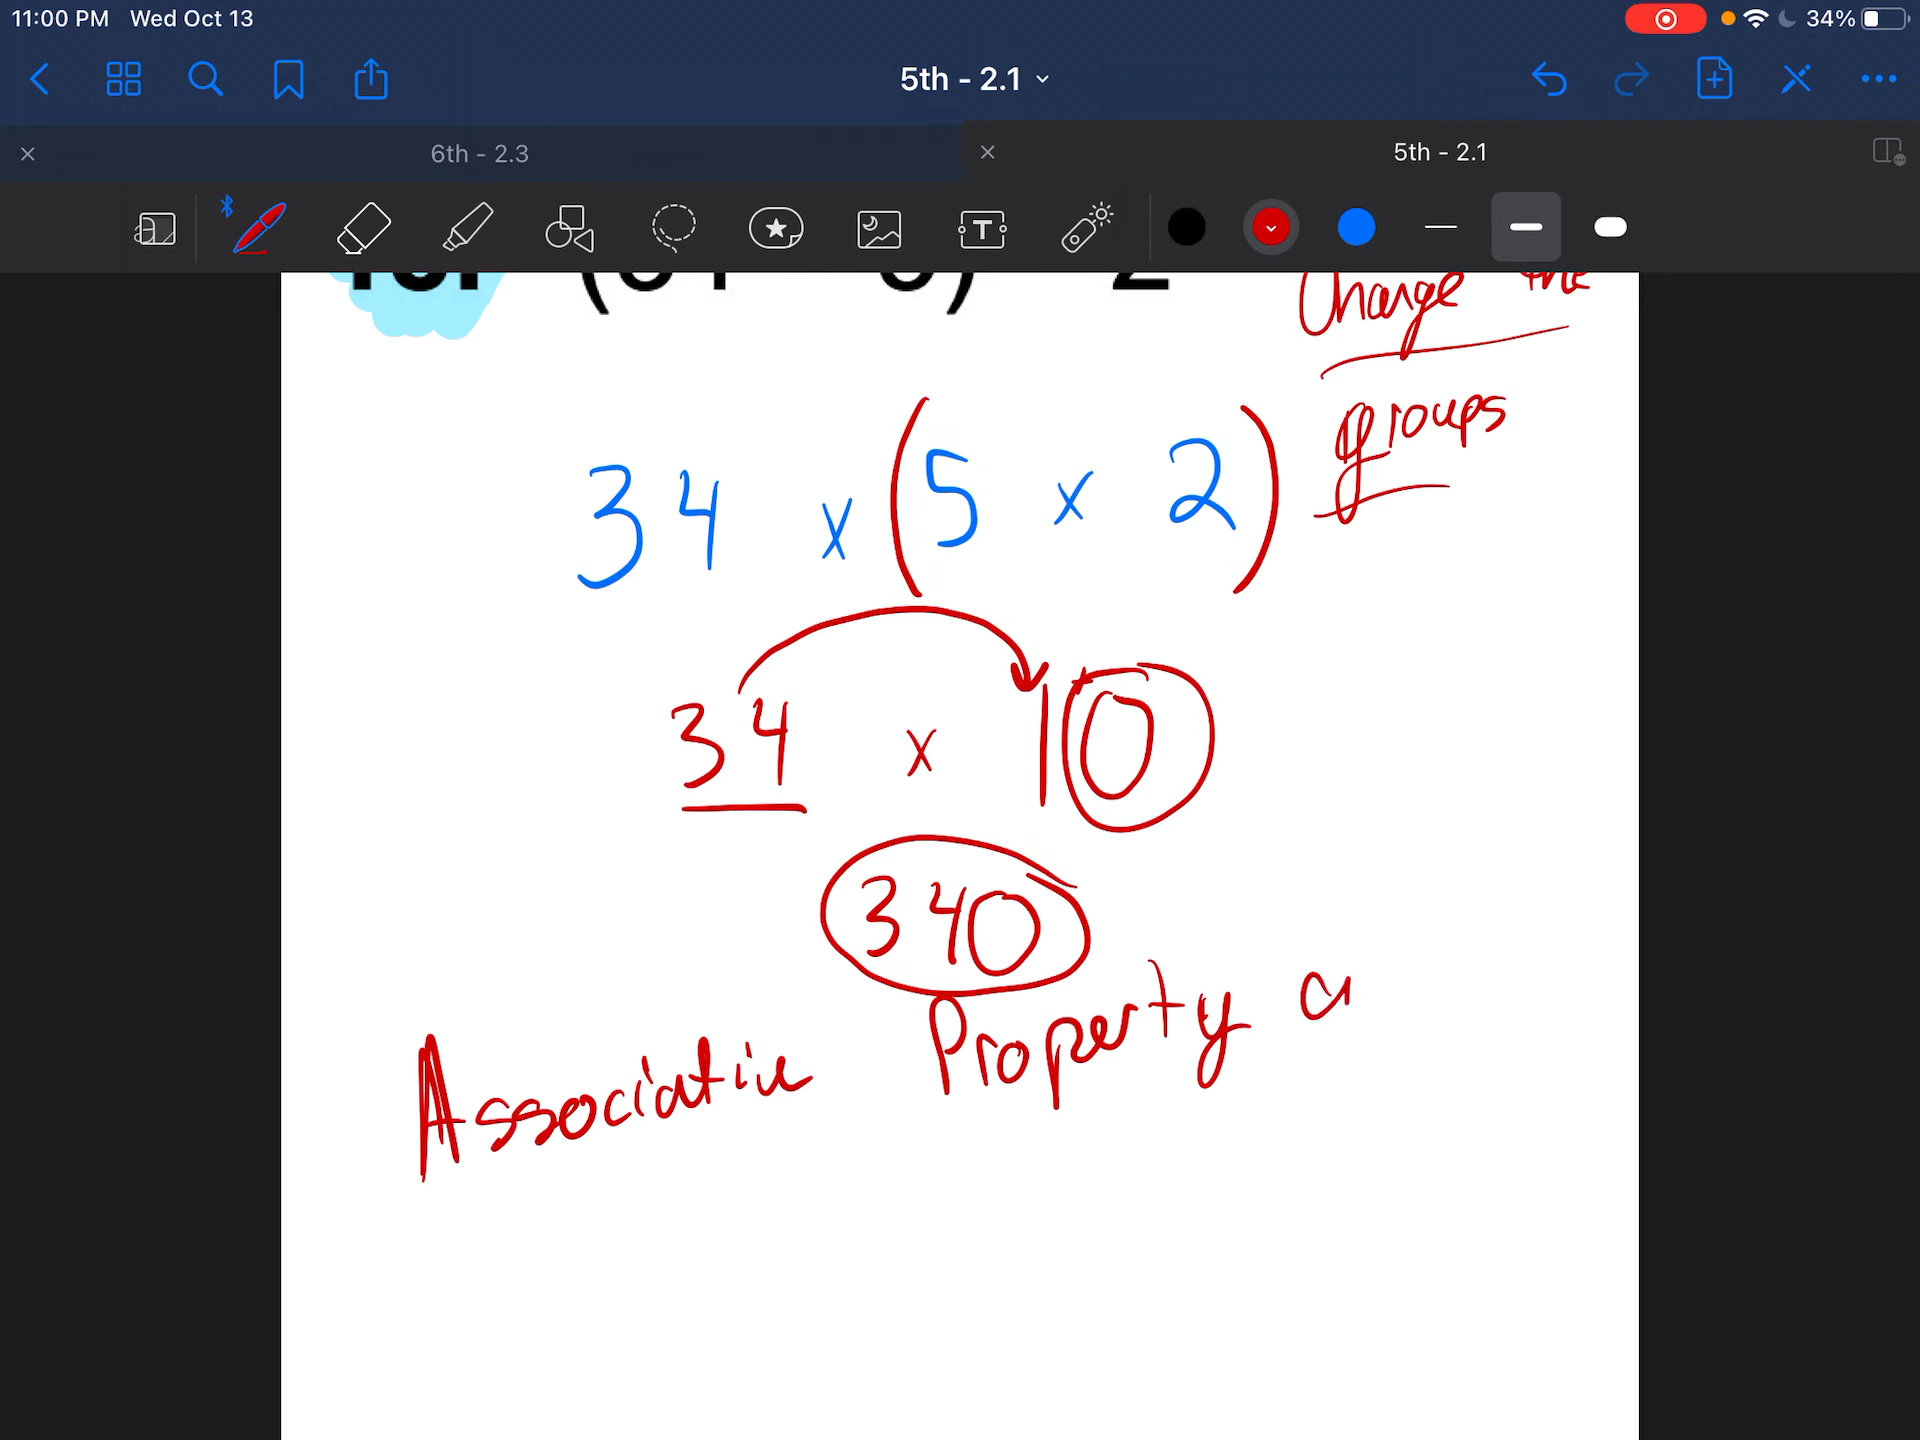 11:00 PM Wed Oct 13 34%
5th - 2.1
6th - 2.3 5th - 2.1
Change the
groups
34 x (5 x 2)
34 x 10
340
Associative Property